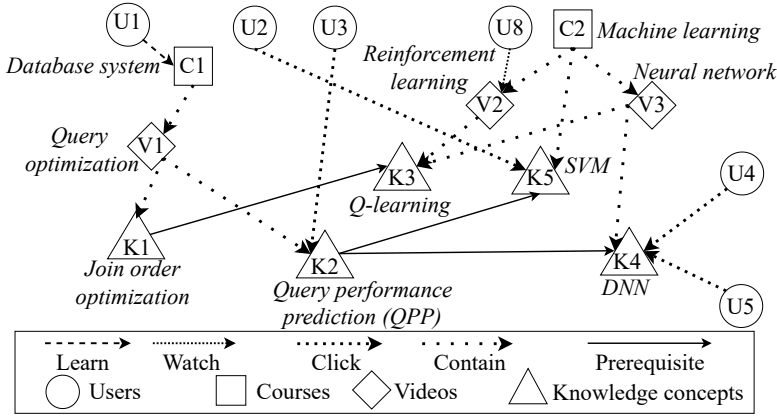 U1
U2
U3
U8
C2
Machine learning
Database system
C1
Reinforcement
learning
Neural network
V2
V3
Query
optimization
V1
K3
K5
SVM
Q-learning
U4
K1
K2
K4
Join order
optimization
Query performance
prediction (QPP)
DNN
U5
Learn
Watch
Click
Contain
Prerequisite
Users
Courses
Videos
Knowledge concepts